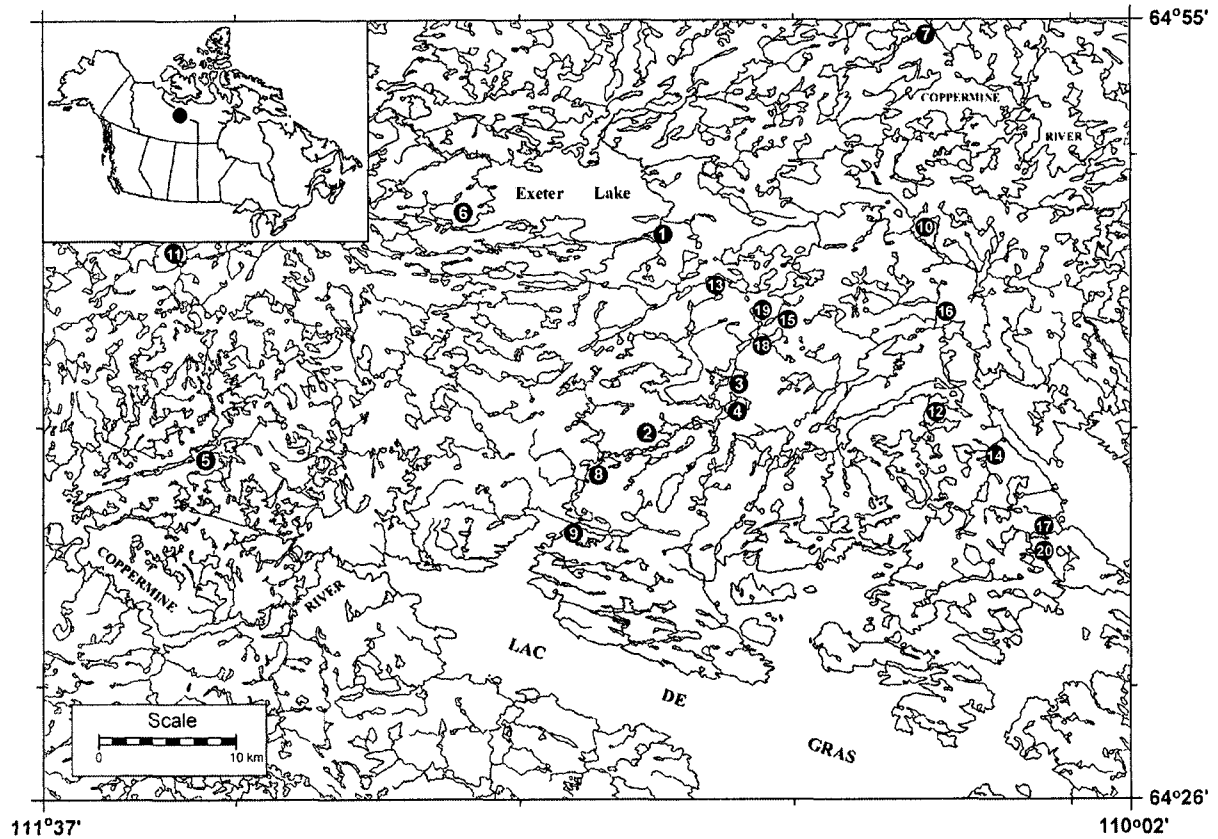 64°55'
7
COPPERMINE
RIVER
Exeter Lake
6
1
10
11
13
19
15
16
18
3
4
12
2
14
5
8
17
9
20
COPPERMINE
RIVER
LAC
DE
GRAS
Scale
0 10 km
64°26'
111°37'
110°02'